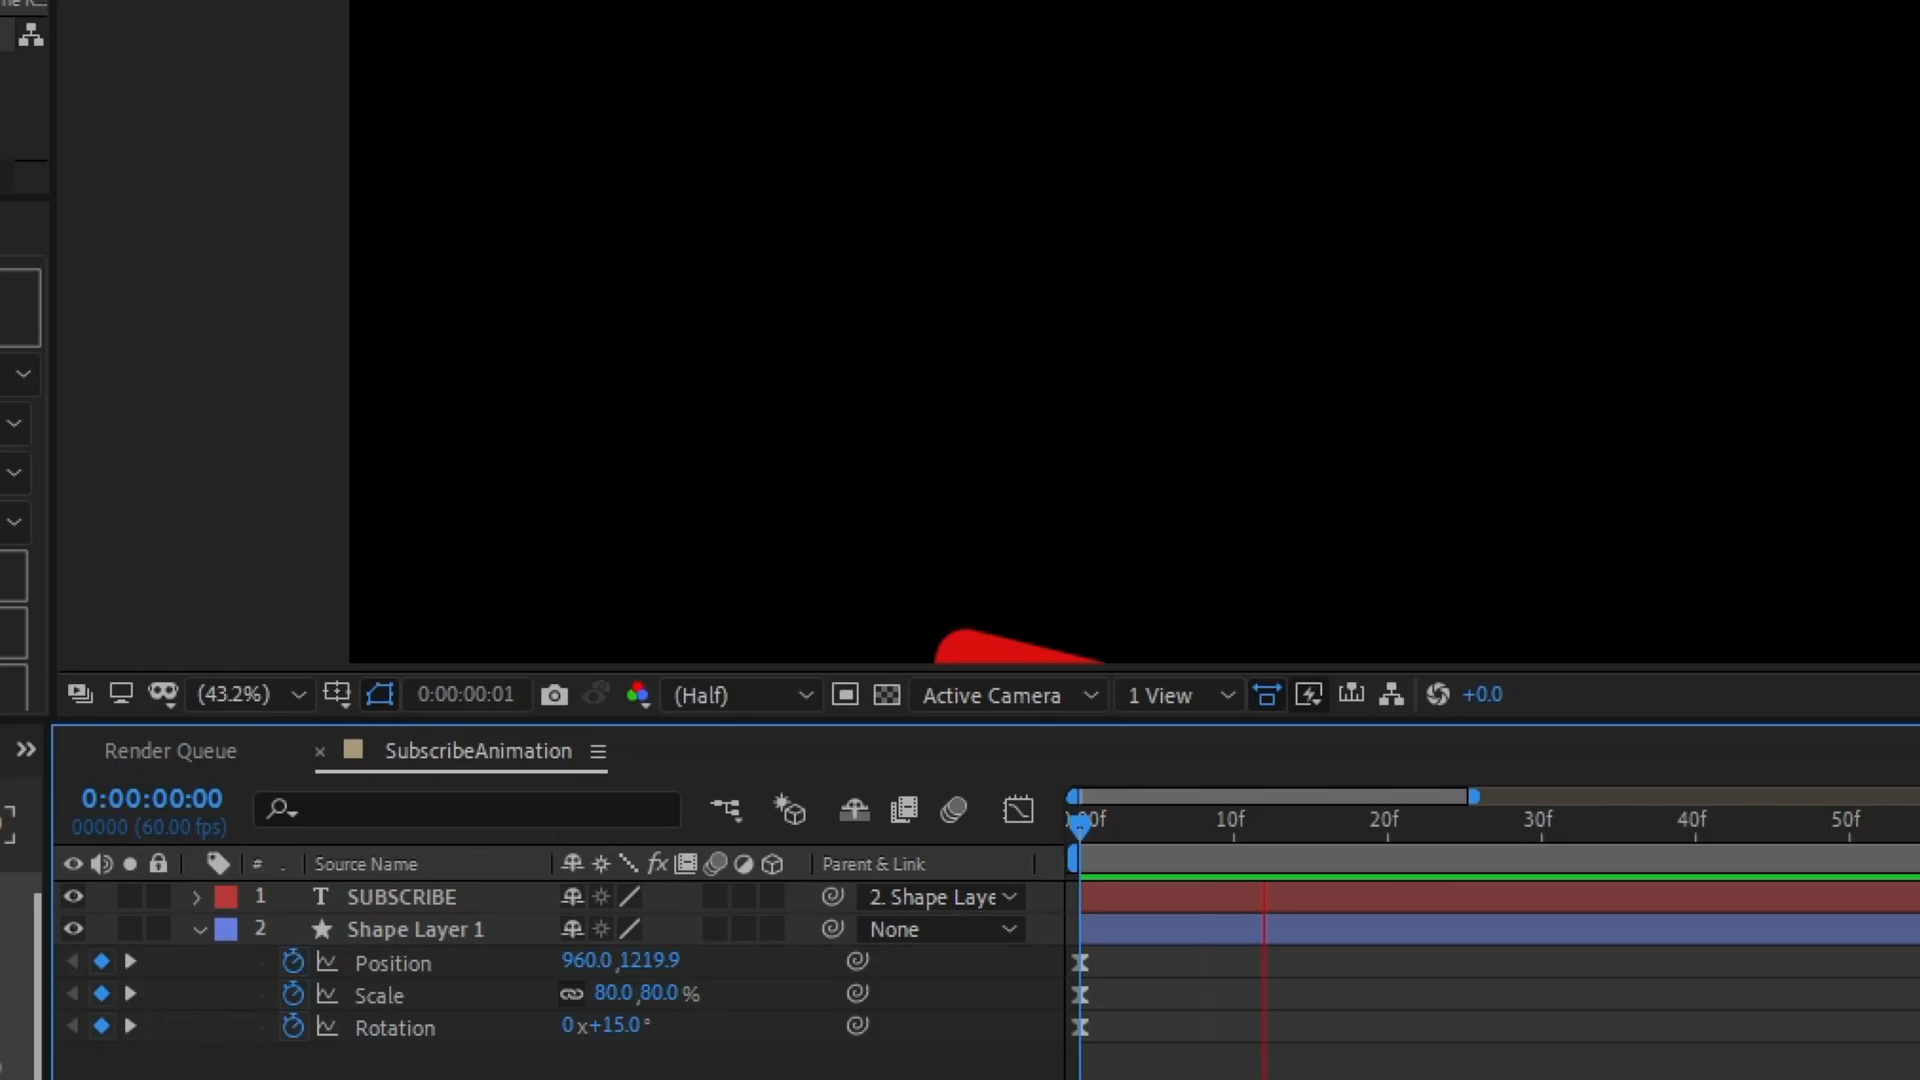 (43.2%) 0:00:00:01 (Half) Active Camera 1 View +0.0
Render Queue × SubscribeAnimation
0:00:00:00
00000 (60.00 fps)
10f 20f 30f 40f 50f
# . Source Name fx Parent & Link
1 T SUBSCRIBE 2. Shape Laye
2 Shape Layer 1 None
Position 960.0,1219.9
Scale 80.0,80.0%
Rotation 0x+15.0°